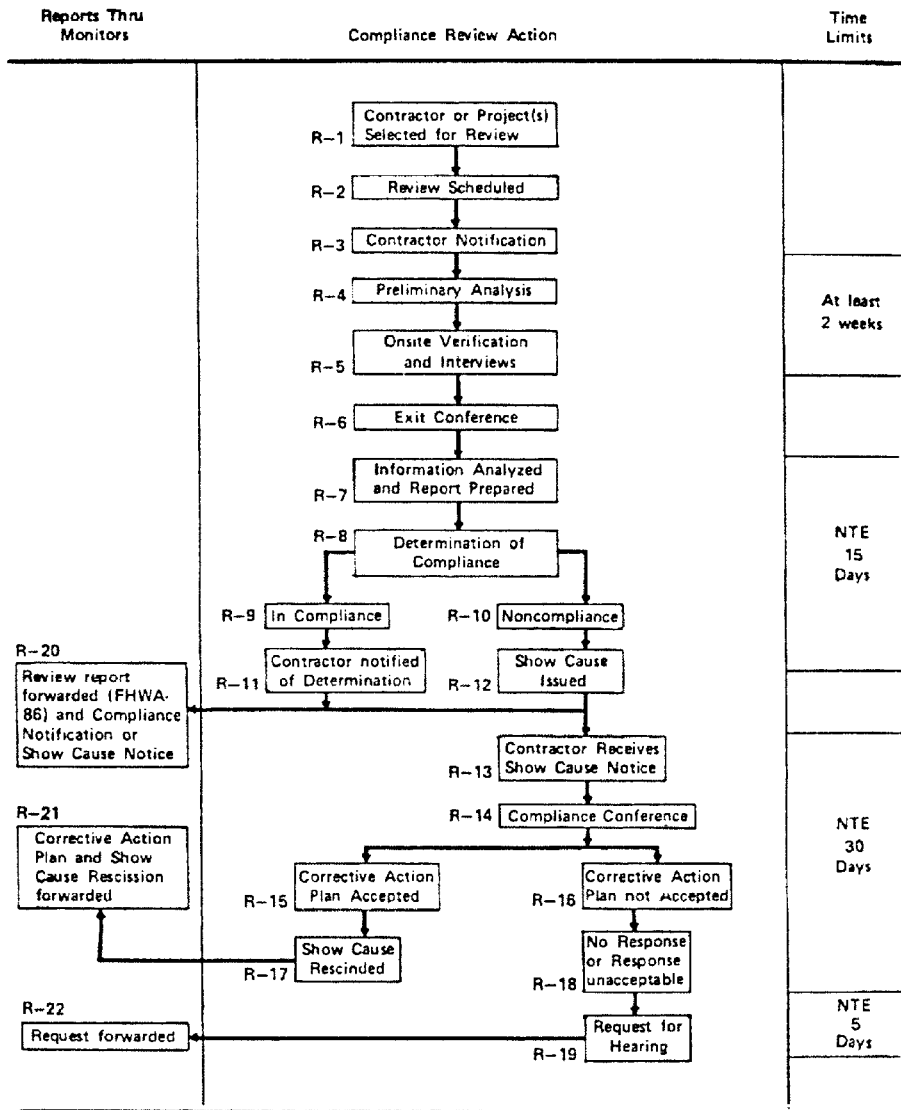 Reports Thru
Monitors
Compliance Review Action
Time
Limits
R-1
Contractor or Project(s)
Selected for Review
R-2
Review Scheduled
R-3
Contractor Notification
R-4
Preliminary Analysis
At least
2 weeks
R-5
Onsite Verification
and Interviews
R-6
Exit Conference
R-7
Information Analyzed
and Report Prepared
R-8
Determination of
Compliance
NTE
15
Days
R-9
In Compliance
R-10
Noncompliance
R-11
Contractor notified
of Determination
R-12
Show Cause
Issued
R-20
Review report
forwarded (FHWA-
86) and Compliance
Notification or
Show Cause Notice
R-13
Contractor Receives
Show Cause Notice
R-14
Compliance Conference
NTE
30
Days
R-21
Corrective Action
Plan and Show
Cause Rescission
forwarded
R-15
Corrective Action
Plan Accepted
R-16
Corrective Action
Plan not Accepted
R-17
Show Cause
Rescinded
R-18
No Response
or Response
unacceptable
R-22
Request forwarded
R-19
Request for
Hearing
NTE
5
Days